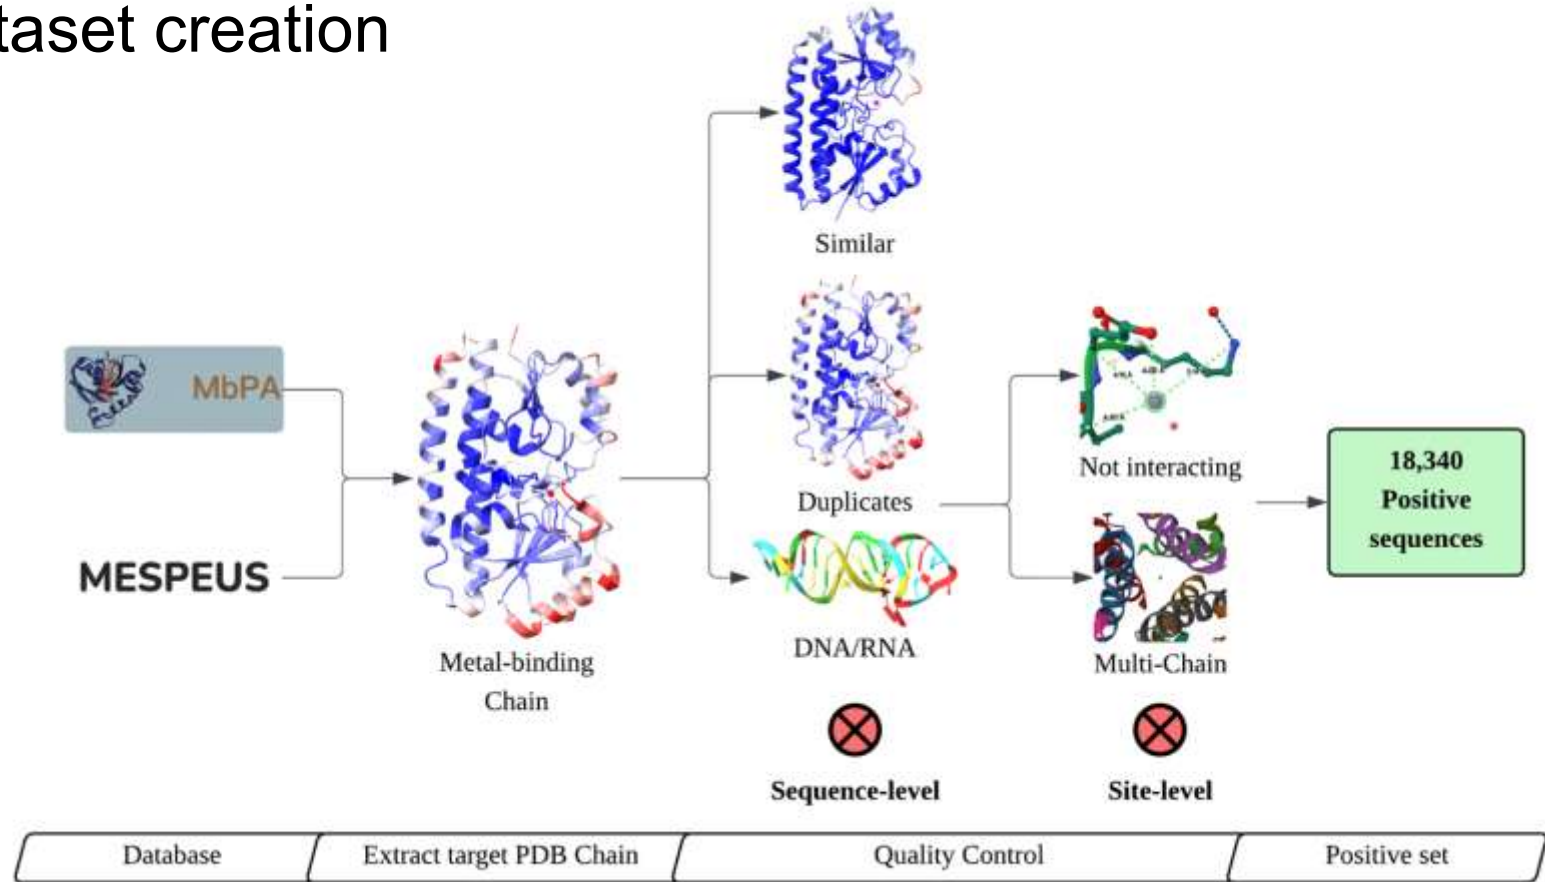 taset creation
Similar
MbPA
Duplicates
Not interacting
18,340
Positive
sequences
MESPEUS
DNA/RNA
Multi-Chain
Metal-binding
Chain
Sequence-level
Site-level
Database
Extract target PDB Chain
Quality Control
Positive set